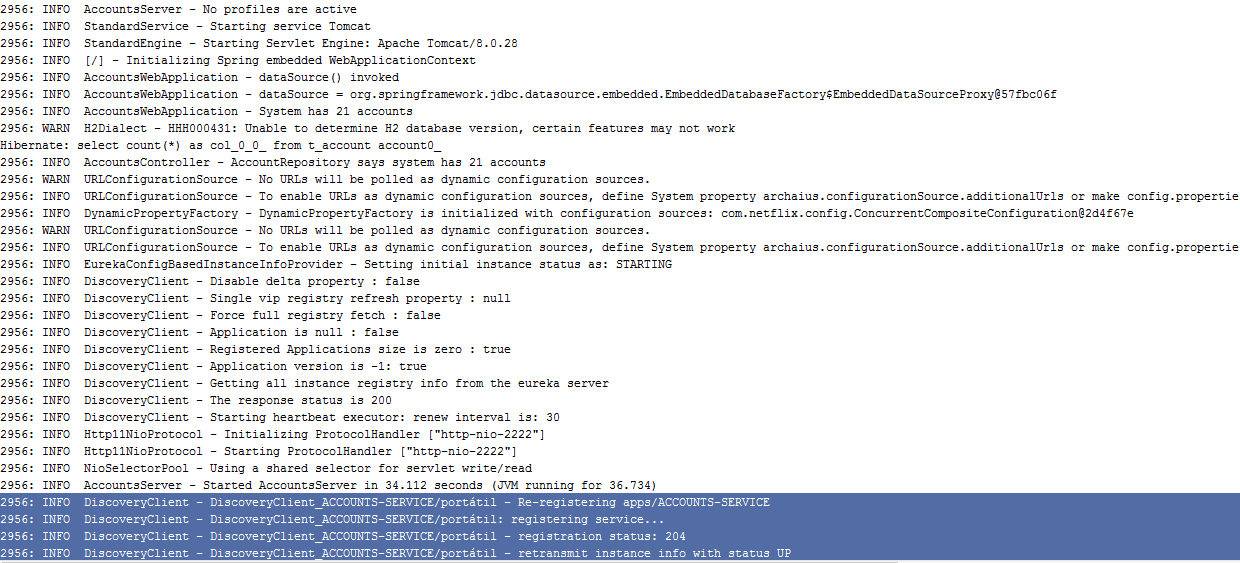 2956: INFO  AccountsServer - No profiles are active
2956: INFO  StandardService - Starting service Tomcat
2956: INFO  StandardEngine - Starting Servlet Engine: Apache Tomcat/8.0.28
2956: INFO  [/] - Initializing Spring embedded WebApplicationContext
2956: INFO  AccountsWebApplication - dataSource() invoked
2956: INFO  AccountsWebApplication - dataSource = org.springframework.jdbc.datasource.embedded.EmbeddedDatabaseFactory$EmbeddedDataSourceProxy@57fbc06f
2956: INFO  AccountsWebApplication - System has 21 accounts
2956: WARN  H2Dialect - HHH000431: Unable to determine H2 database version, certain features may not work
Hibernate: select count(*) as col_0_0_ from t_account account0_
2956: INFO  AccountsController - AccountRepository says system has 21 accounts
2956: WARN  URLConfigurationSource - No URLs will be polled as dynamic configuration sources.
2956: INFO  URLConfigurationSource - To enable URLs as dynamic configuration sources, define System property archaius.configurationSource.additionalUrls or make config.propertie
2956: INFO  DynamicPropertyFactory - DynamicPropertyFactory is initialized with configuration sources: com.netflix.config.ConcurrentCompositeConfiguration@2d4f67e
2956: WARN  URLConfigurationSource - No URLs will be polled as dynamic configuration sources.
2956: INFO  URLConfigurationSource - To enable URLs as dynamic configuration sources, define System property archaius.configurationSource.additionalUrls or make config.propertie
2956: INFO  EurekaConfigBasedInstanceInfoProvider - Setting initial instance status as: STARTING
2956: INFO  DiscoveryClient - Disable delta property : false
2956: INFO  DiscoveryClient - Single vip registry refresh property : null
2956: INFO  DiscoveryClient - Force full registry fetch : false
2956: INFO  DiscoveryClient - Application is null : false
2956: INFO  DiscoveryClient - Registered Applications size is zero : true
2956: INFO  DiscoveryClient - Application version is -1: true
2956: INFO  DiscoveryClient - Getting all instance registry info from the eureka server
2956: INFO  DiscoveryClient - The response status is 200
2956: INFO  DiscoveryClient - Starting heartbeat executor: renew interval is: 30
2956: INFO  Http11NioProtocol - Initializing ProtocolHandler ["http-nio-2222"]
2956: INFO  Http11NioProtocol - Starting ProtocolHandler ["http-nio-2222"]
2956: INFO  NioSelectorPool - Using a shared selector for servlet write/read
2956: INFO  AccountsServer - Started AccountsServer in 34.112 seconds (JVM running for 36.734)
2956: INFO  DiscoveryClient - DiscoveryClient_ACCOUNTS-SERVICE/portátil - Re-registering apps/ACCOUNTS-SERVICE
2956: INFO  DiscoveryClient - DiscoveryClient_ACCOUNTS-SERVICE/portátil: registering service...
2956: INFO  DiscoveryClient - DiscoveryClient_ACCOUNTS-SERVICE/portátil - registration status: 204
2956: INFO  DiscoveryClient - DiscoveryClient_ACCOUNTS-SERVICE/portátil - retransmit instance info with status UP